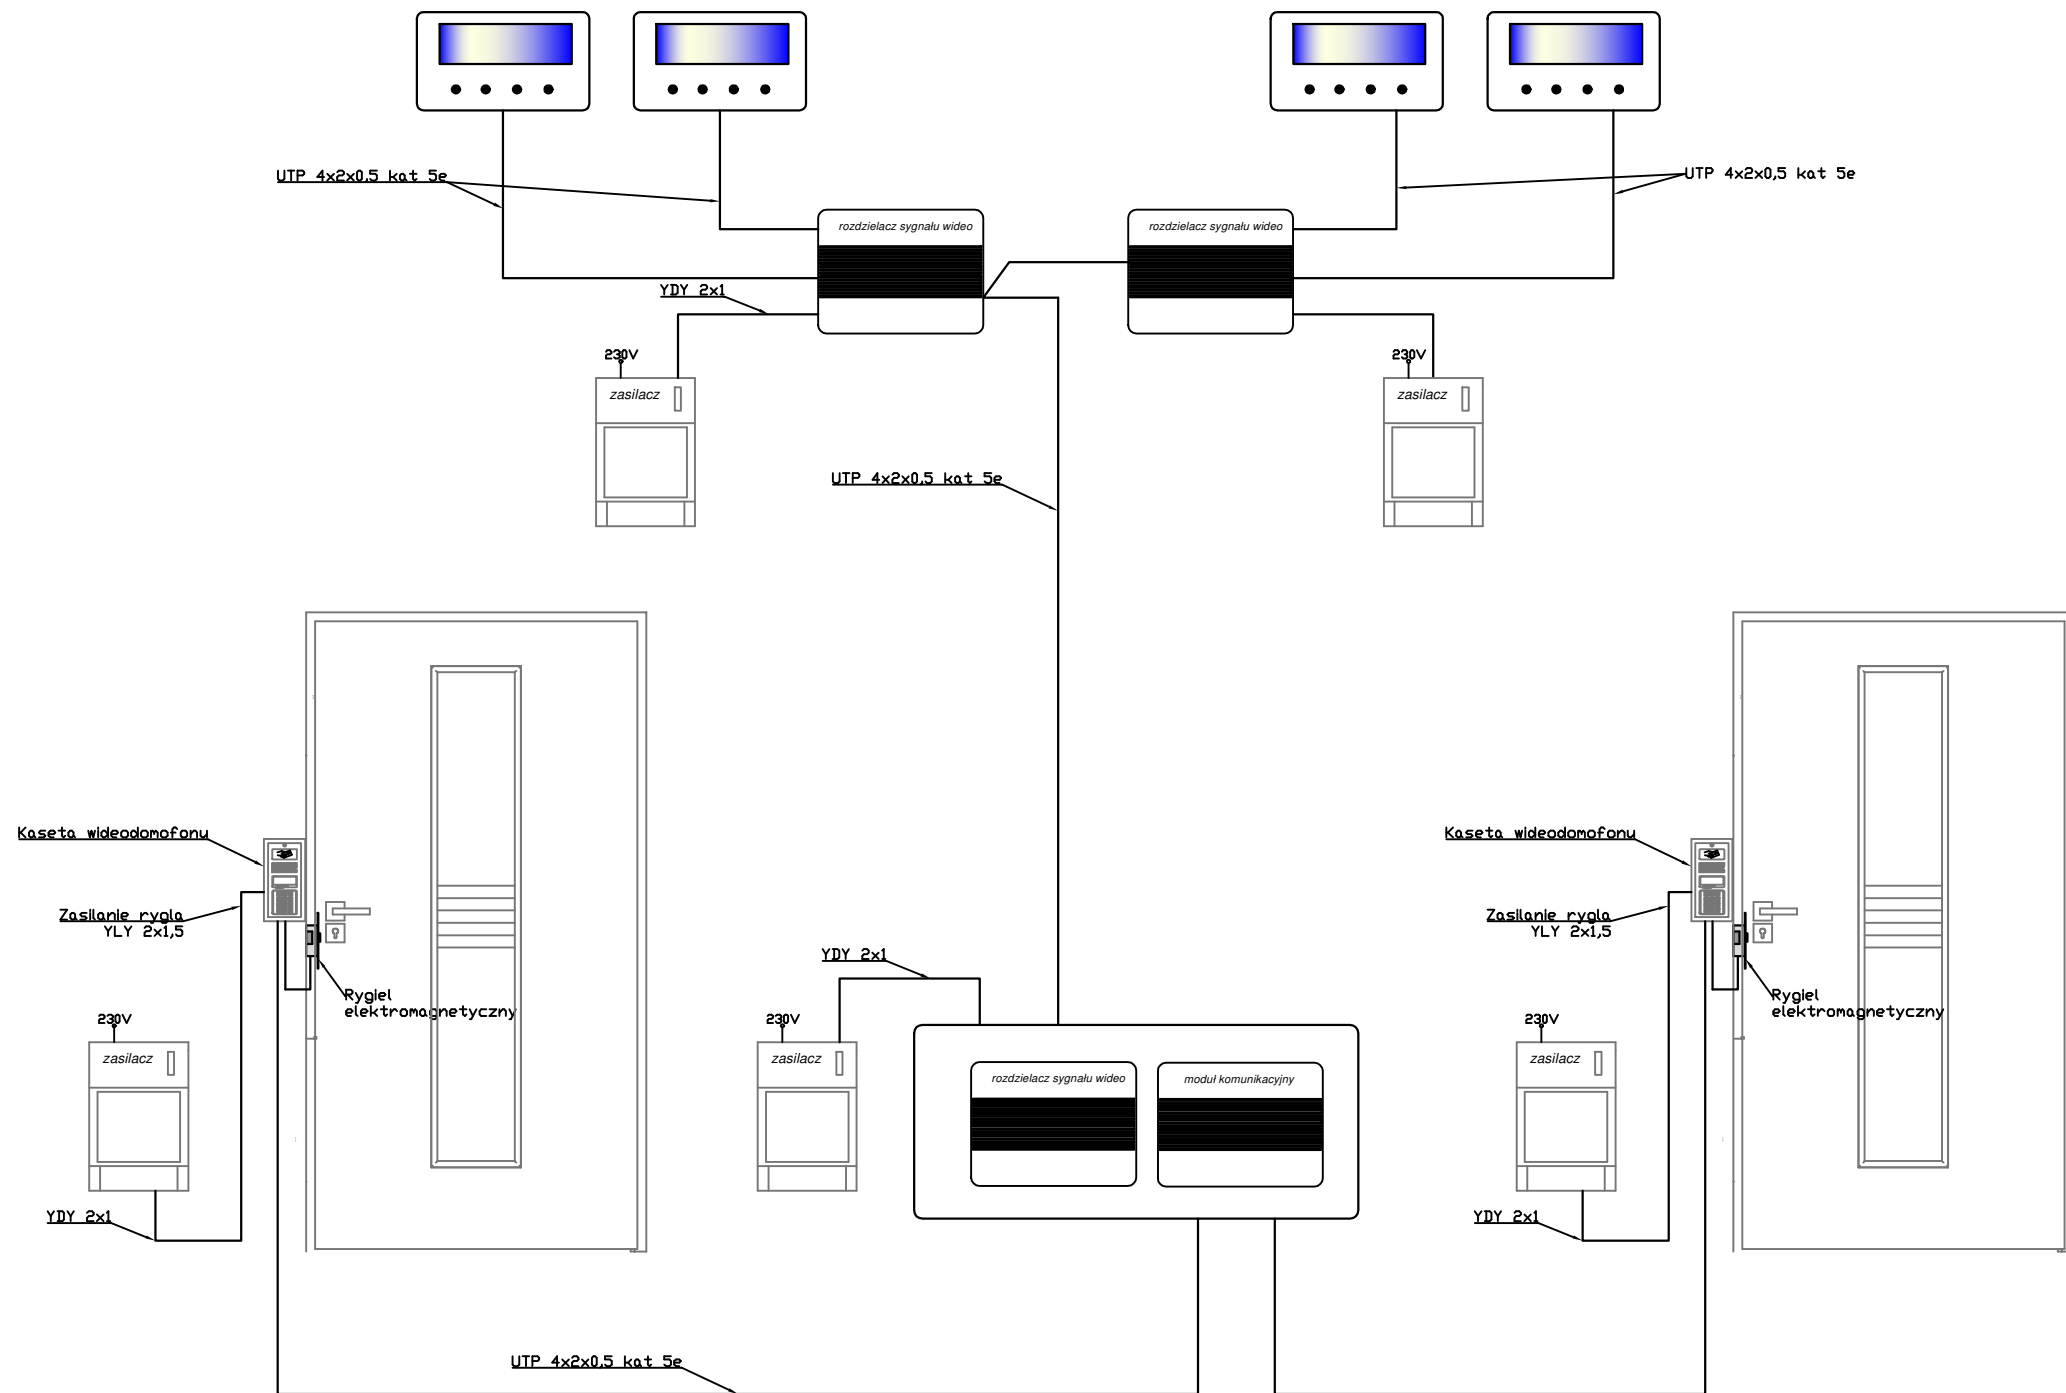 UTP 4x2x0,5 kat 5e
UTP 4x2x0,5 kat 5e
rozdzielacz sygnału wideo
rozdzielacz sygnału wideo
YDY 2x1
230V
230V
zasilacz
zasilacz
UTP 4x2x0,5 kat 5e
Kaseta wideodomofonu
Kaseta wideodomofonu
Zasilanie rygla
YLY 2x1,5
Zasilanie rygla
YLY 2x1,5
YDY 2x1
Rygiel
elektromagnetyczny
Rygiel
elektromagnetyczny
230V
230V
230V
zasilacz
zasilacz
zasilacz
rozdzielacz sygnału wideo
moduł komunikacyjny
YDY 2x1
YDY 2x1
UTP 4x2x0,5 kat 5e